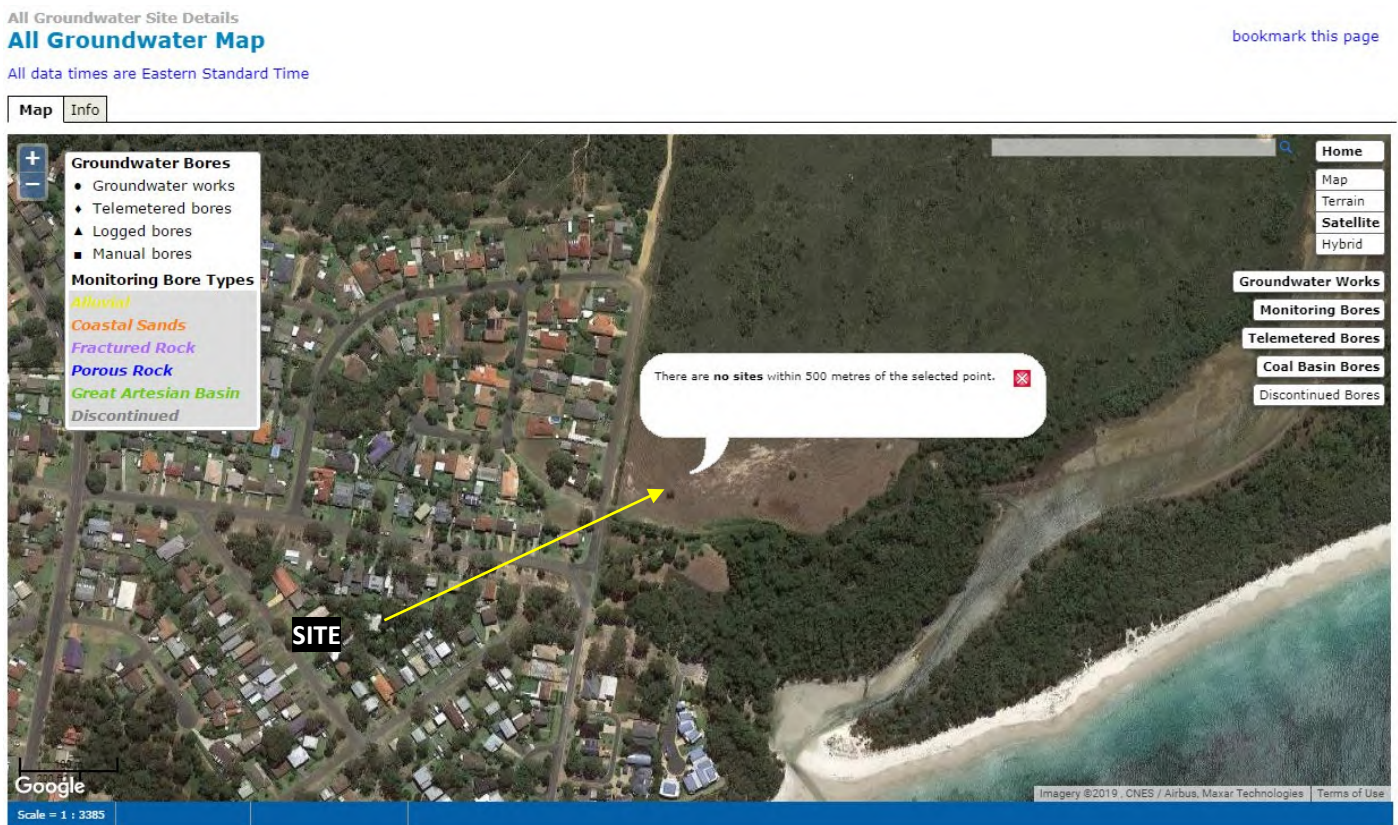 All Groundwater Site Details
All Groundwater Map
bookmark this page
All data times are Eastern Standard Time
Map
Info
+
−
Groundwater Bores
Groundwater works
Telemetered bores
Logged bores
Manual bores
Monitoring Bore Types
Alluvial
Coastal Sands
Fractured Rock
Porous Rock
Great Artesian Basin
Discontinued
Home
Map
Terrain
Satellite
Hybrid
Groundwater Works
Monitoring Bores
Telemetered Bores
Coal Basin Bores
Discontinued Bores
There are no sites within 500 metres of the selected point.
SITE
Google
Imagery ©2019 , CNES / Airbus, Maxar Technologies
Terms of Use
Scale = 1 : 3385